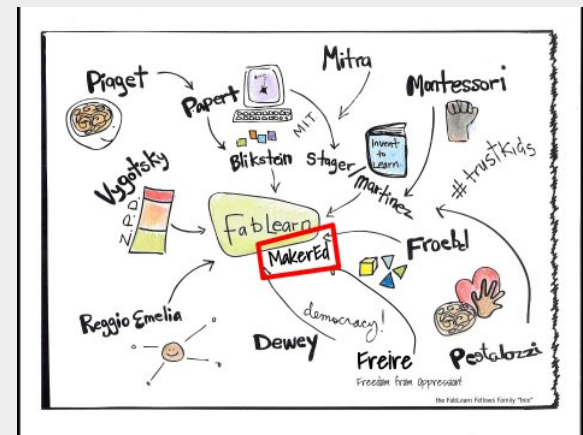 Mitra
Piaget
Papert
Montessori
MIT
Invent
to
Learn
Blikstein
Stager/
Martinez
#trustkids
Vygotsky
Z.P.D.
FabLearn
MakerEd
Froebel
Reggio Emelia
democracy!
Dewey
Freire
Freedom from Oppression!
Pestalozzi
the FabLearn Fellows Family "tree"